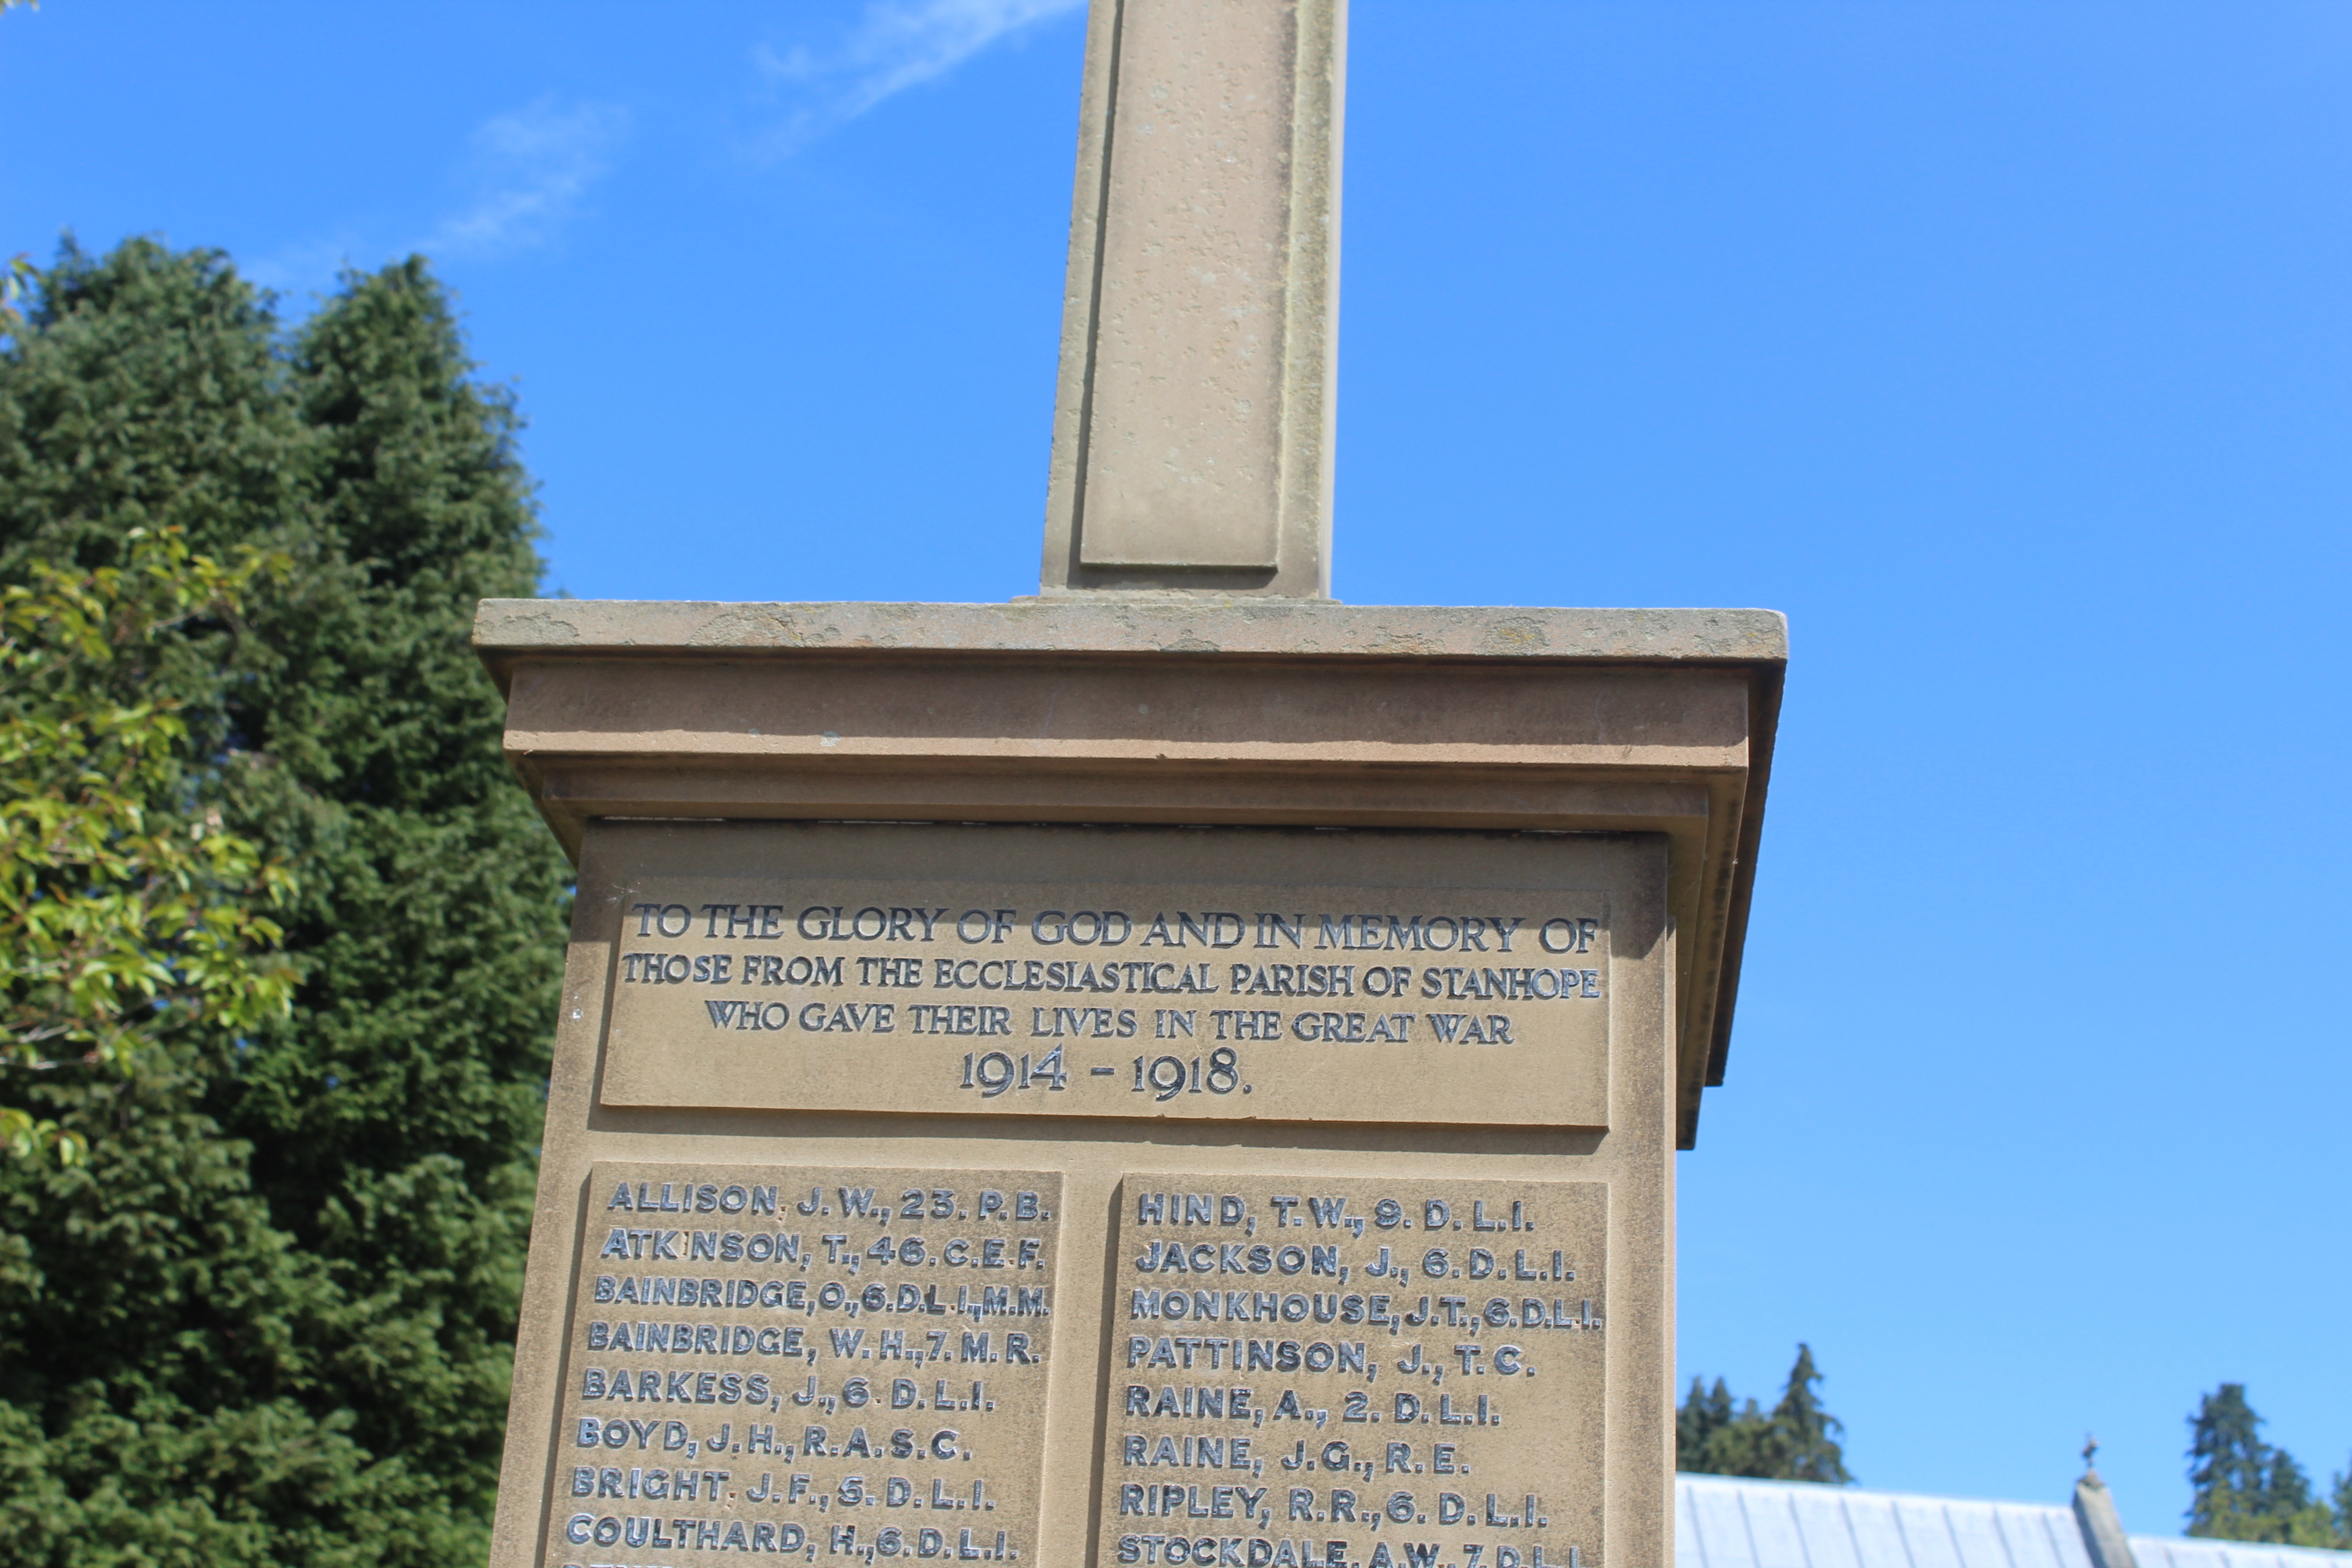 TO THE GLORY OF GOD AND IN MEMORY OF
THOSE FROM THE ECCLESIASTICAL PARISH OF STANHOPE
WHO GAVE THEIR LIVES IN THE GREAT WAR
1914 - 1918.
ALLISON, J.W., 23. P.B.
ATKINSON, T., 46. C.E.F.
BAINBRIDGE, O., 6. D.L.I., M.M.
BAINBRIDGE, W.H., 7. M.R.
BARKESS, J., 6. D.L.I.
BOYD, J.H., R.A.S.C.
BRIGHT, J.F., 5. D.L.I.
COULTHARD, H., 6. D.L.I.
HIND, T.W., 9. D.L.I.
JACKSON, J., 6. D.L.I.
MONKHOUSE, J.T., 6. D.L.I.
PATTINSON, J., T.C.
RAINE, A., 2. D.L.I.
RAINE, J.G., R.E.
RIPLEY, R.R., 6. D.L.I.
STOCKDALE, A.W., 7. D.L.I.